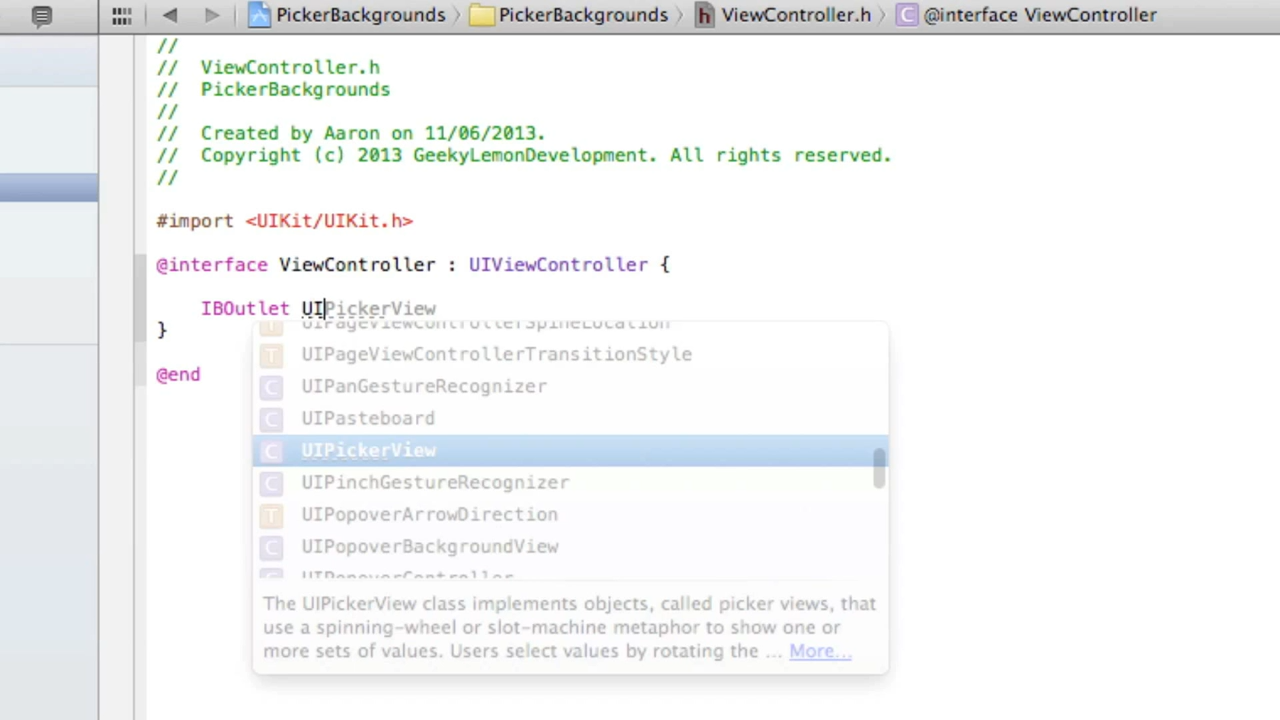 PickerBackgrounds PickerBackgrounds ViewController.h @interface ViewController
//
// ViewController.h
// PickerBackgrounds
//
// Created by Aaron on 11/06/2013.
// Copyright (c) 2013 GeekyLemonDevelopment. All rights reserved.
//
#import <UIKit/UIKit.h>
@interface ViewController : UIViewController {
IBOutlet UIPickerView
}
@end
UIPageViewControllerSpineLocation
T UIPageViewControllerTransitionStyle
C UIPanGestureRecognizer
C UIPasteboard
C UIPickerView
C UIPinchGestureRecognizer
T UIPopoverArrowDirection
C UIPopoverBackgroundView
UIPopoverController
The UIPickerView class implements objects, called picker views, that
use a spinning-wheel or slot-machine metaphor to show one or
more sets of values. Users select values by rotating the ... More...